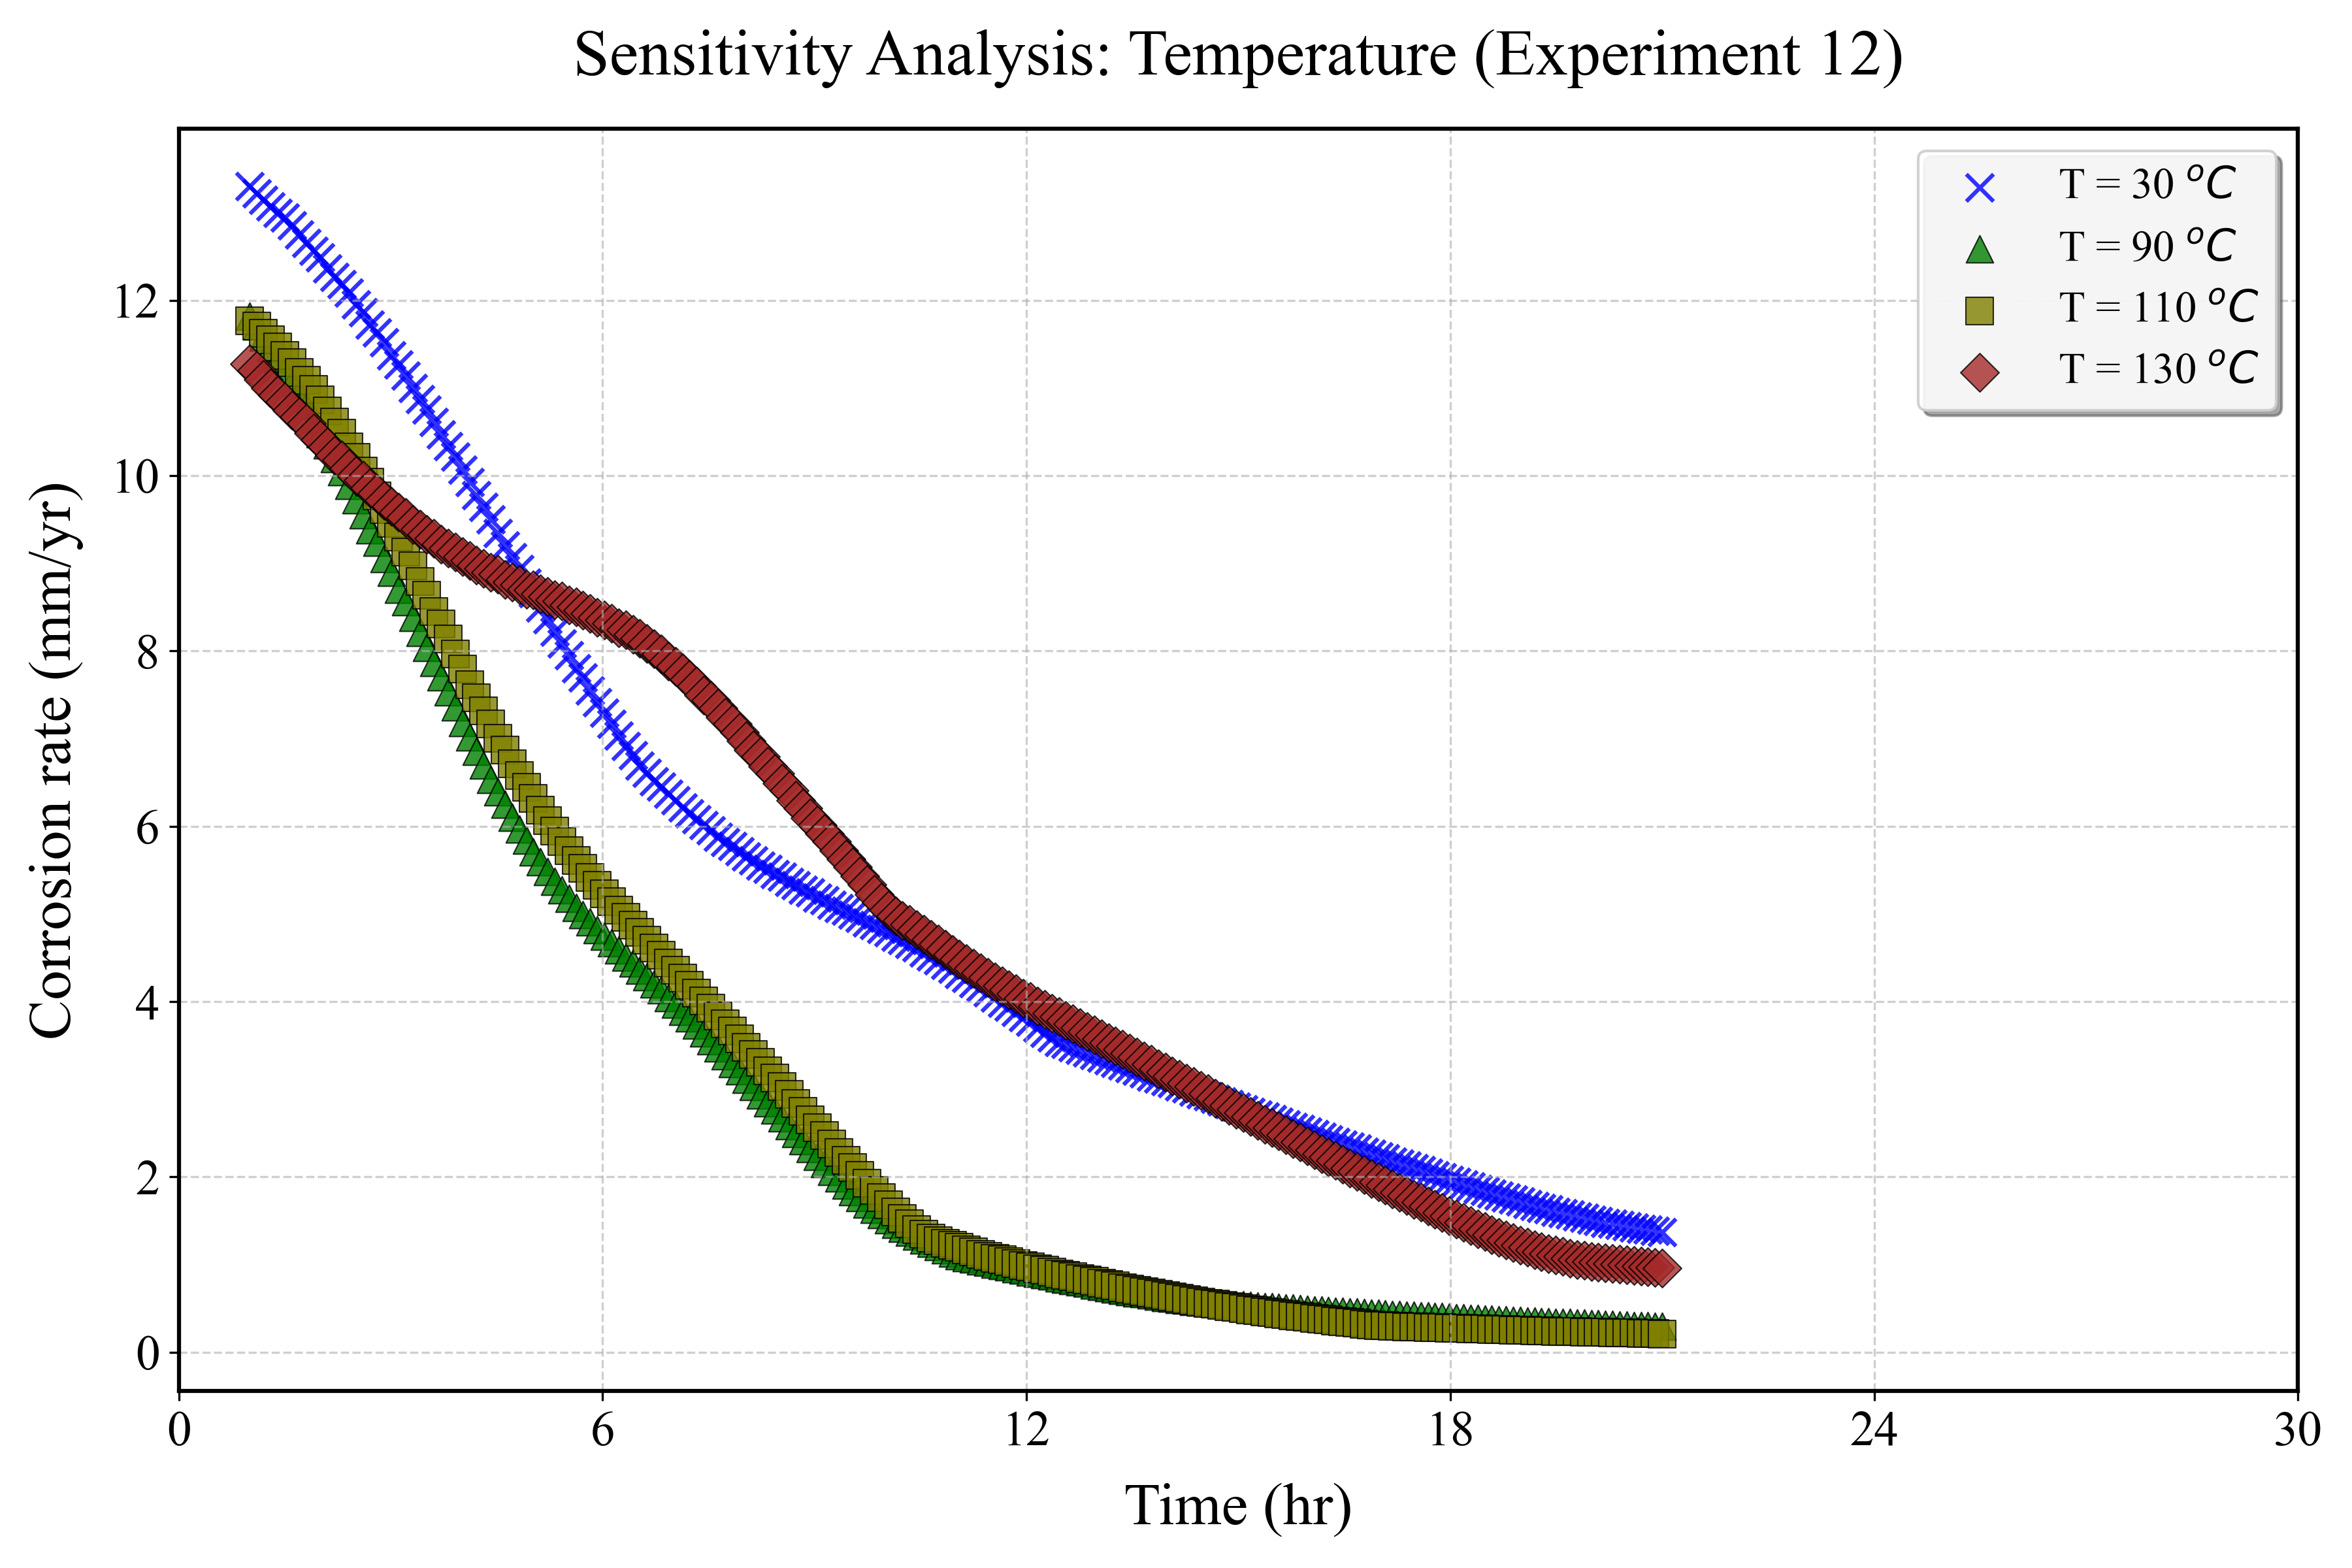 Sensitivity Analysis: Temperature (Experiment 12)
T = 30 °C
T = 90 °C
T = 110 °C
T = 130 °C
Corrosion rate (mm/yr)
12
10
8
6
4
2
0
0 6 12 18 24 30
Time (hr)